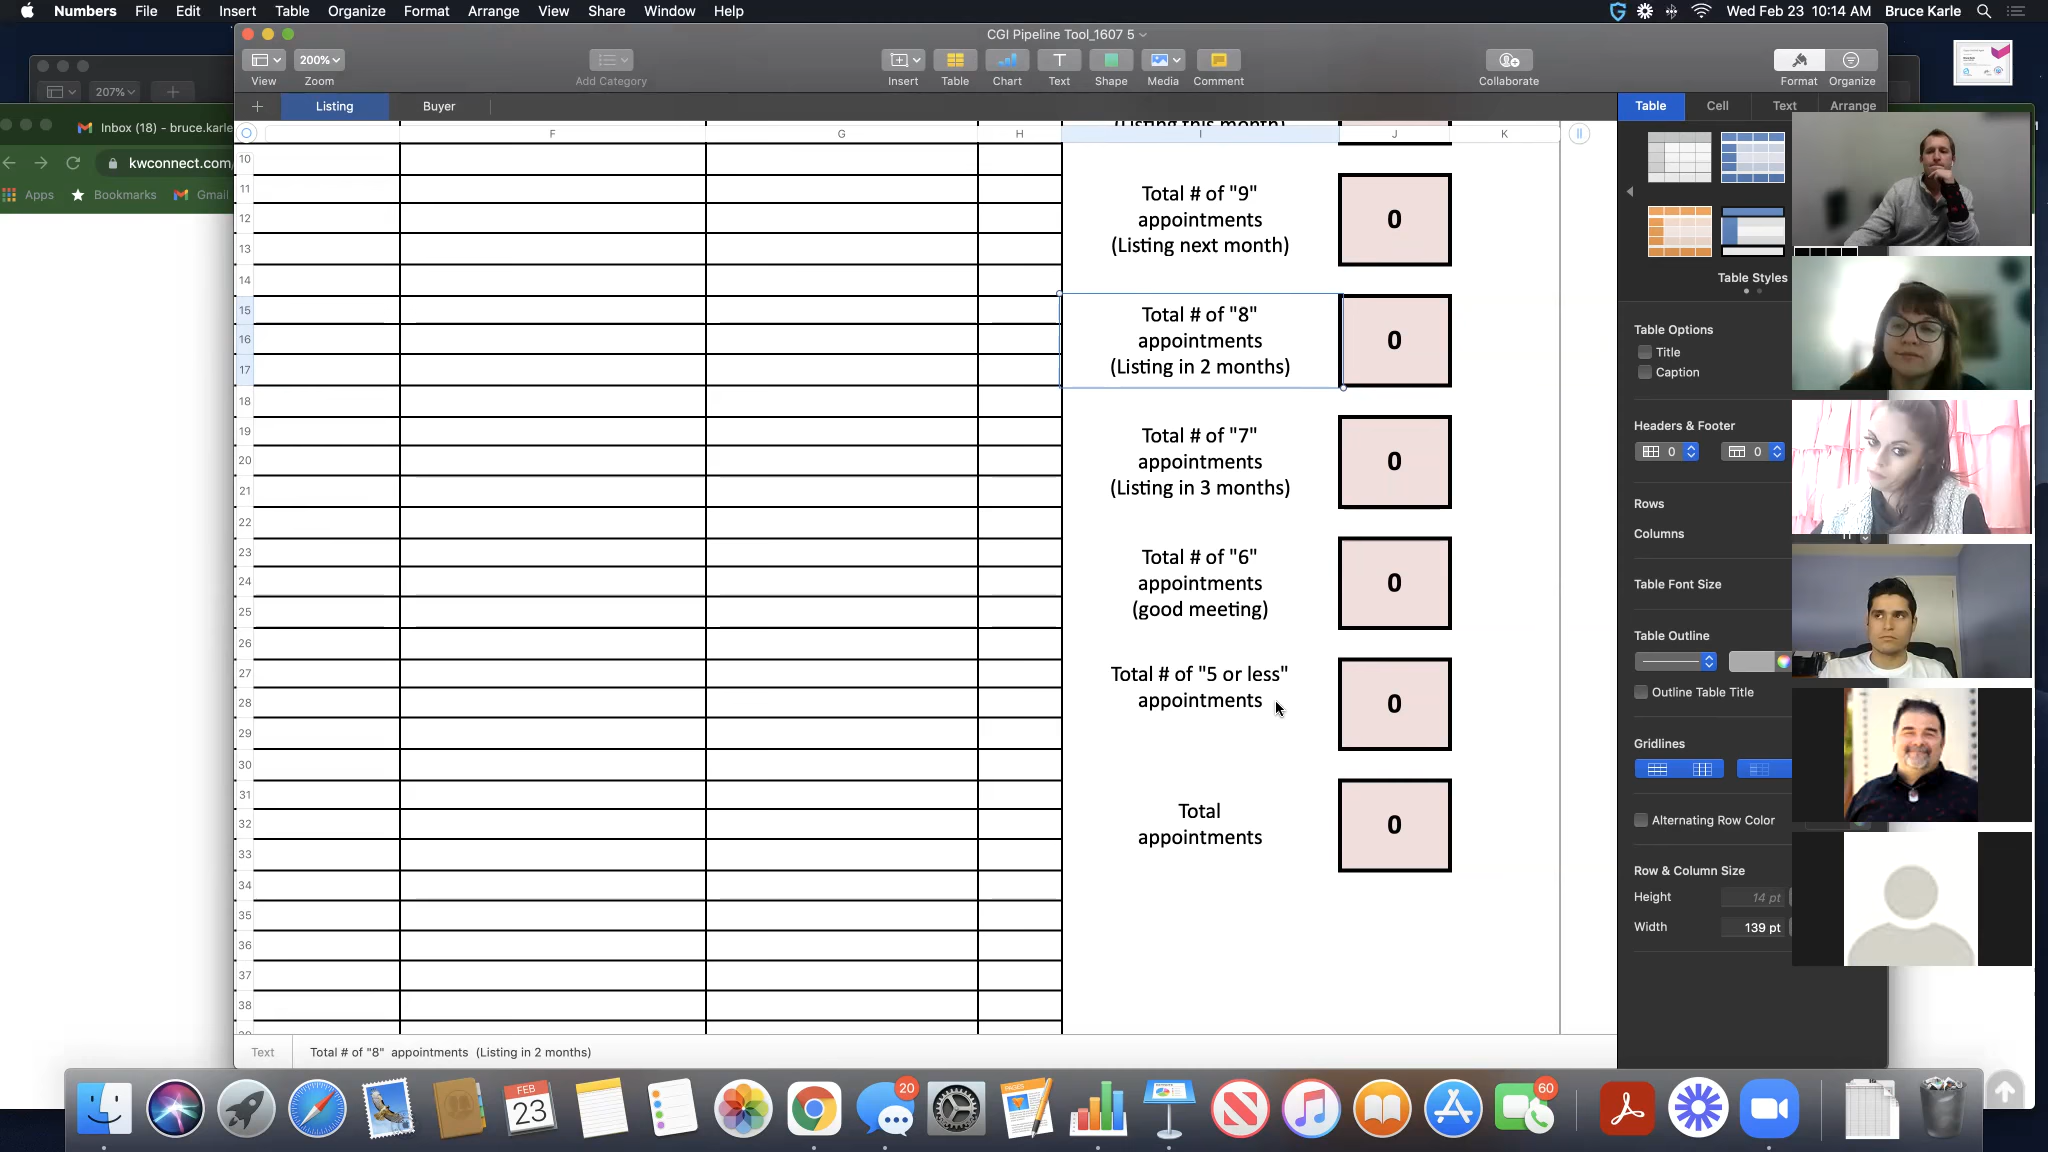 Numbers File Edit Insert Table Organize Format Arrange View Share Window Help
Wed Feb 23 10:14 AM Bruce Karle
CGI Pipeline Tool_1607 5
207%
200%
View Zoom Add Category Insert Table Chart Text Shape Media Comment Collaborate Format Organize
Listing Buyer
Table Cell Text Arrange
Inbox (18) - bruce.karle
kwconnect.com/
Apps Bookmarks Gmail
F G H I J K
(Listing this month)
10
11
12
13
14
15
16
17
18
19
20
21
22
23
24
25
26
27
28
29
30
31
32
33
34
35
36
37
38
39
Total # of "9"
appointments
(Listing next month)
0
Total # of "8"
appointments
(Listing in 2 months)
0
Total # of "7"
appointments
(Listing in 3 months)
0
Total # of "6"
appointments
(good meeting)
0
Total # of "5 or less"
appointments
0
Total
appointments
0
Table Styles
Table Options
Title
Caption
Headers & Footer
0 0
Rows
Columns
Table Font Size
Table Outline
Outline Table Title
Gridlines
Alternating Row Color
Row & Column Size
Height 14 pt
Width 139 pt
Text Total # of "8" appointments (Listing in 2 months)
FEB
23
20
PAGES
60